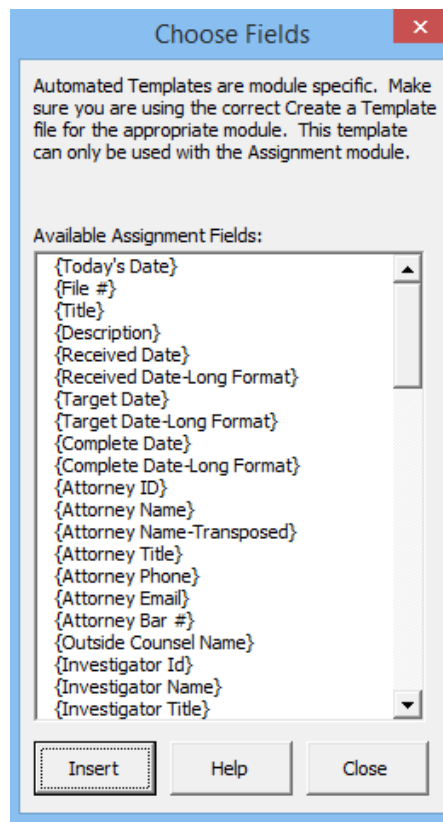 Choose Fields
Automated Templates are module specific. Make
sure you are using the correct Create a Template
file for the appropriate module. This template
can only be used with the Assignment module.
Available Assignment Fields:
{Today's Date}
{File #}
{Title}
{Description}
{Received Date}
{Received Date-Long Format}
{Target Date}
{Target Date-Long Format}
{Complete Date}
{Complete Date-Long Format}
{Attorney ID}
{Attorney Name}
{Attorney Name-Transposed}
{Attorney Title}
{Attorney Phone}
{Attorney Email}
{Attorney Bar #}
{Outside Counsel Name}
{Investigator Id}
{Investigator Name}
{Investigator Title}
Insert Help Close